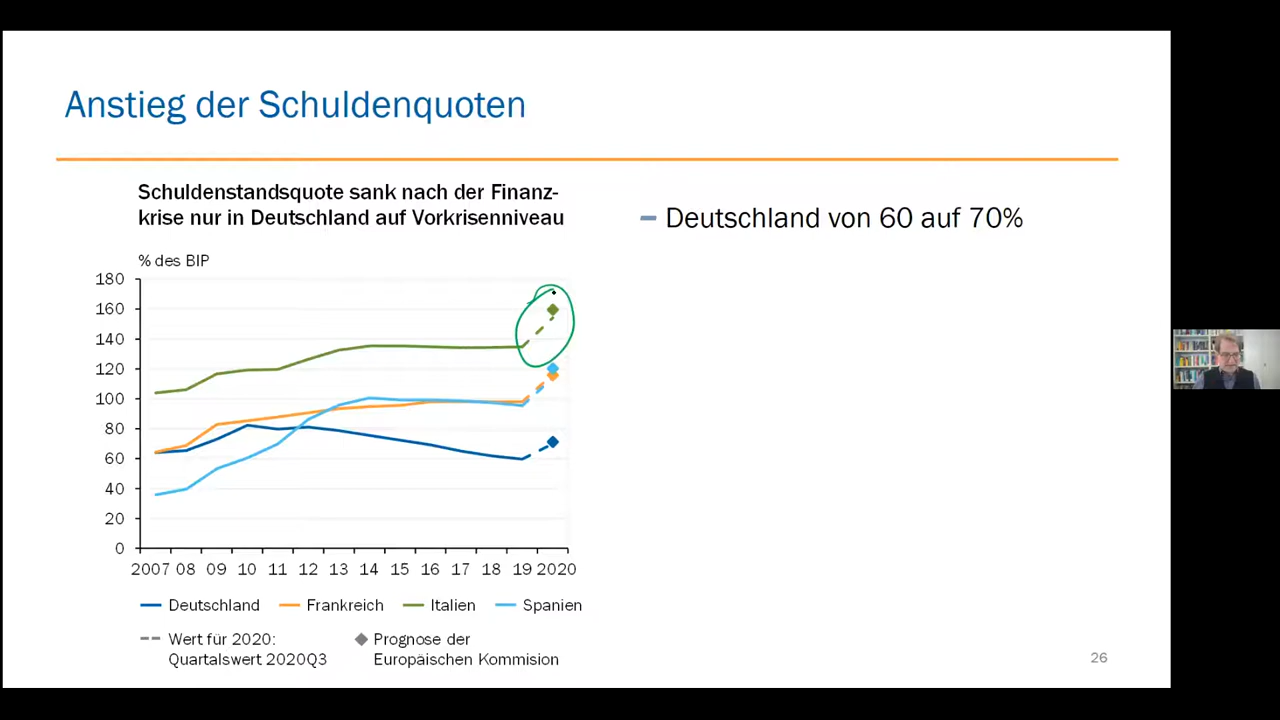 Anstieg der Schuldenquoten
Schuldenstandsquote sank nach der Finanz-
krise nur in Deutschland auf Vorkrisenniveau
% des BIP
180
160
140
120
100
80
60
40
20
0
2007 08 09 10 11 12 13 14 15 16 17 18 19 2020
Deutschland Frankreich Italien Spanien
Wert für 2020:
Quartalswert 2020Q3
Prognose der
Europäischen Kommision
– Deutschland von 60 auf 70%
26